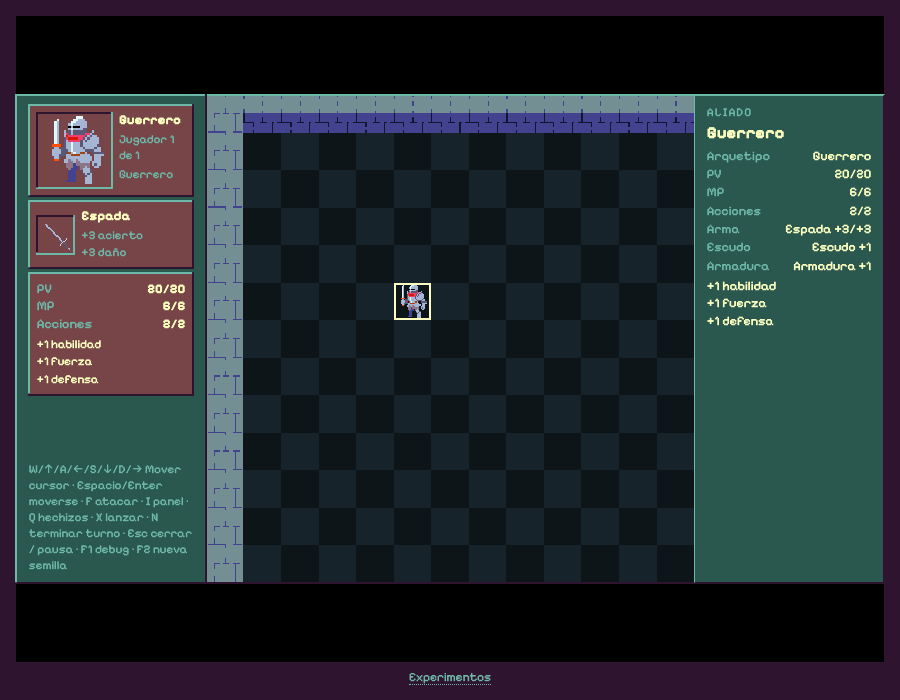 Guerrero
Jugador 1
de 1
Guerrero
Espada
+3 acierto
+3 daño
PV 20/20
MP 6/6
Acciones 2/2
+1 habilidad
+1 fuerza
+1 defensa
W/↑/A/←/S/↓/D/→ Mover
cursor · Espacio/Enter
moverse · F atacar · I panel ·
Q hechizos · X lanzar · N
terminar turno · Esc cerrar
/ pausa · F1 debug · F2 nueva
semilla
ALIADO
Guerrero
Arquetipo Guerrero
PV 20/20
MP 6/6
Acciones 2/2
Arma Espada +3/+3
Escudo Escudo +1
Armadura Armadura +1
+1 habilidad
+1 fuerza
+1 defensa
Experimentos